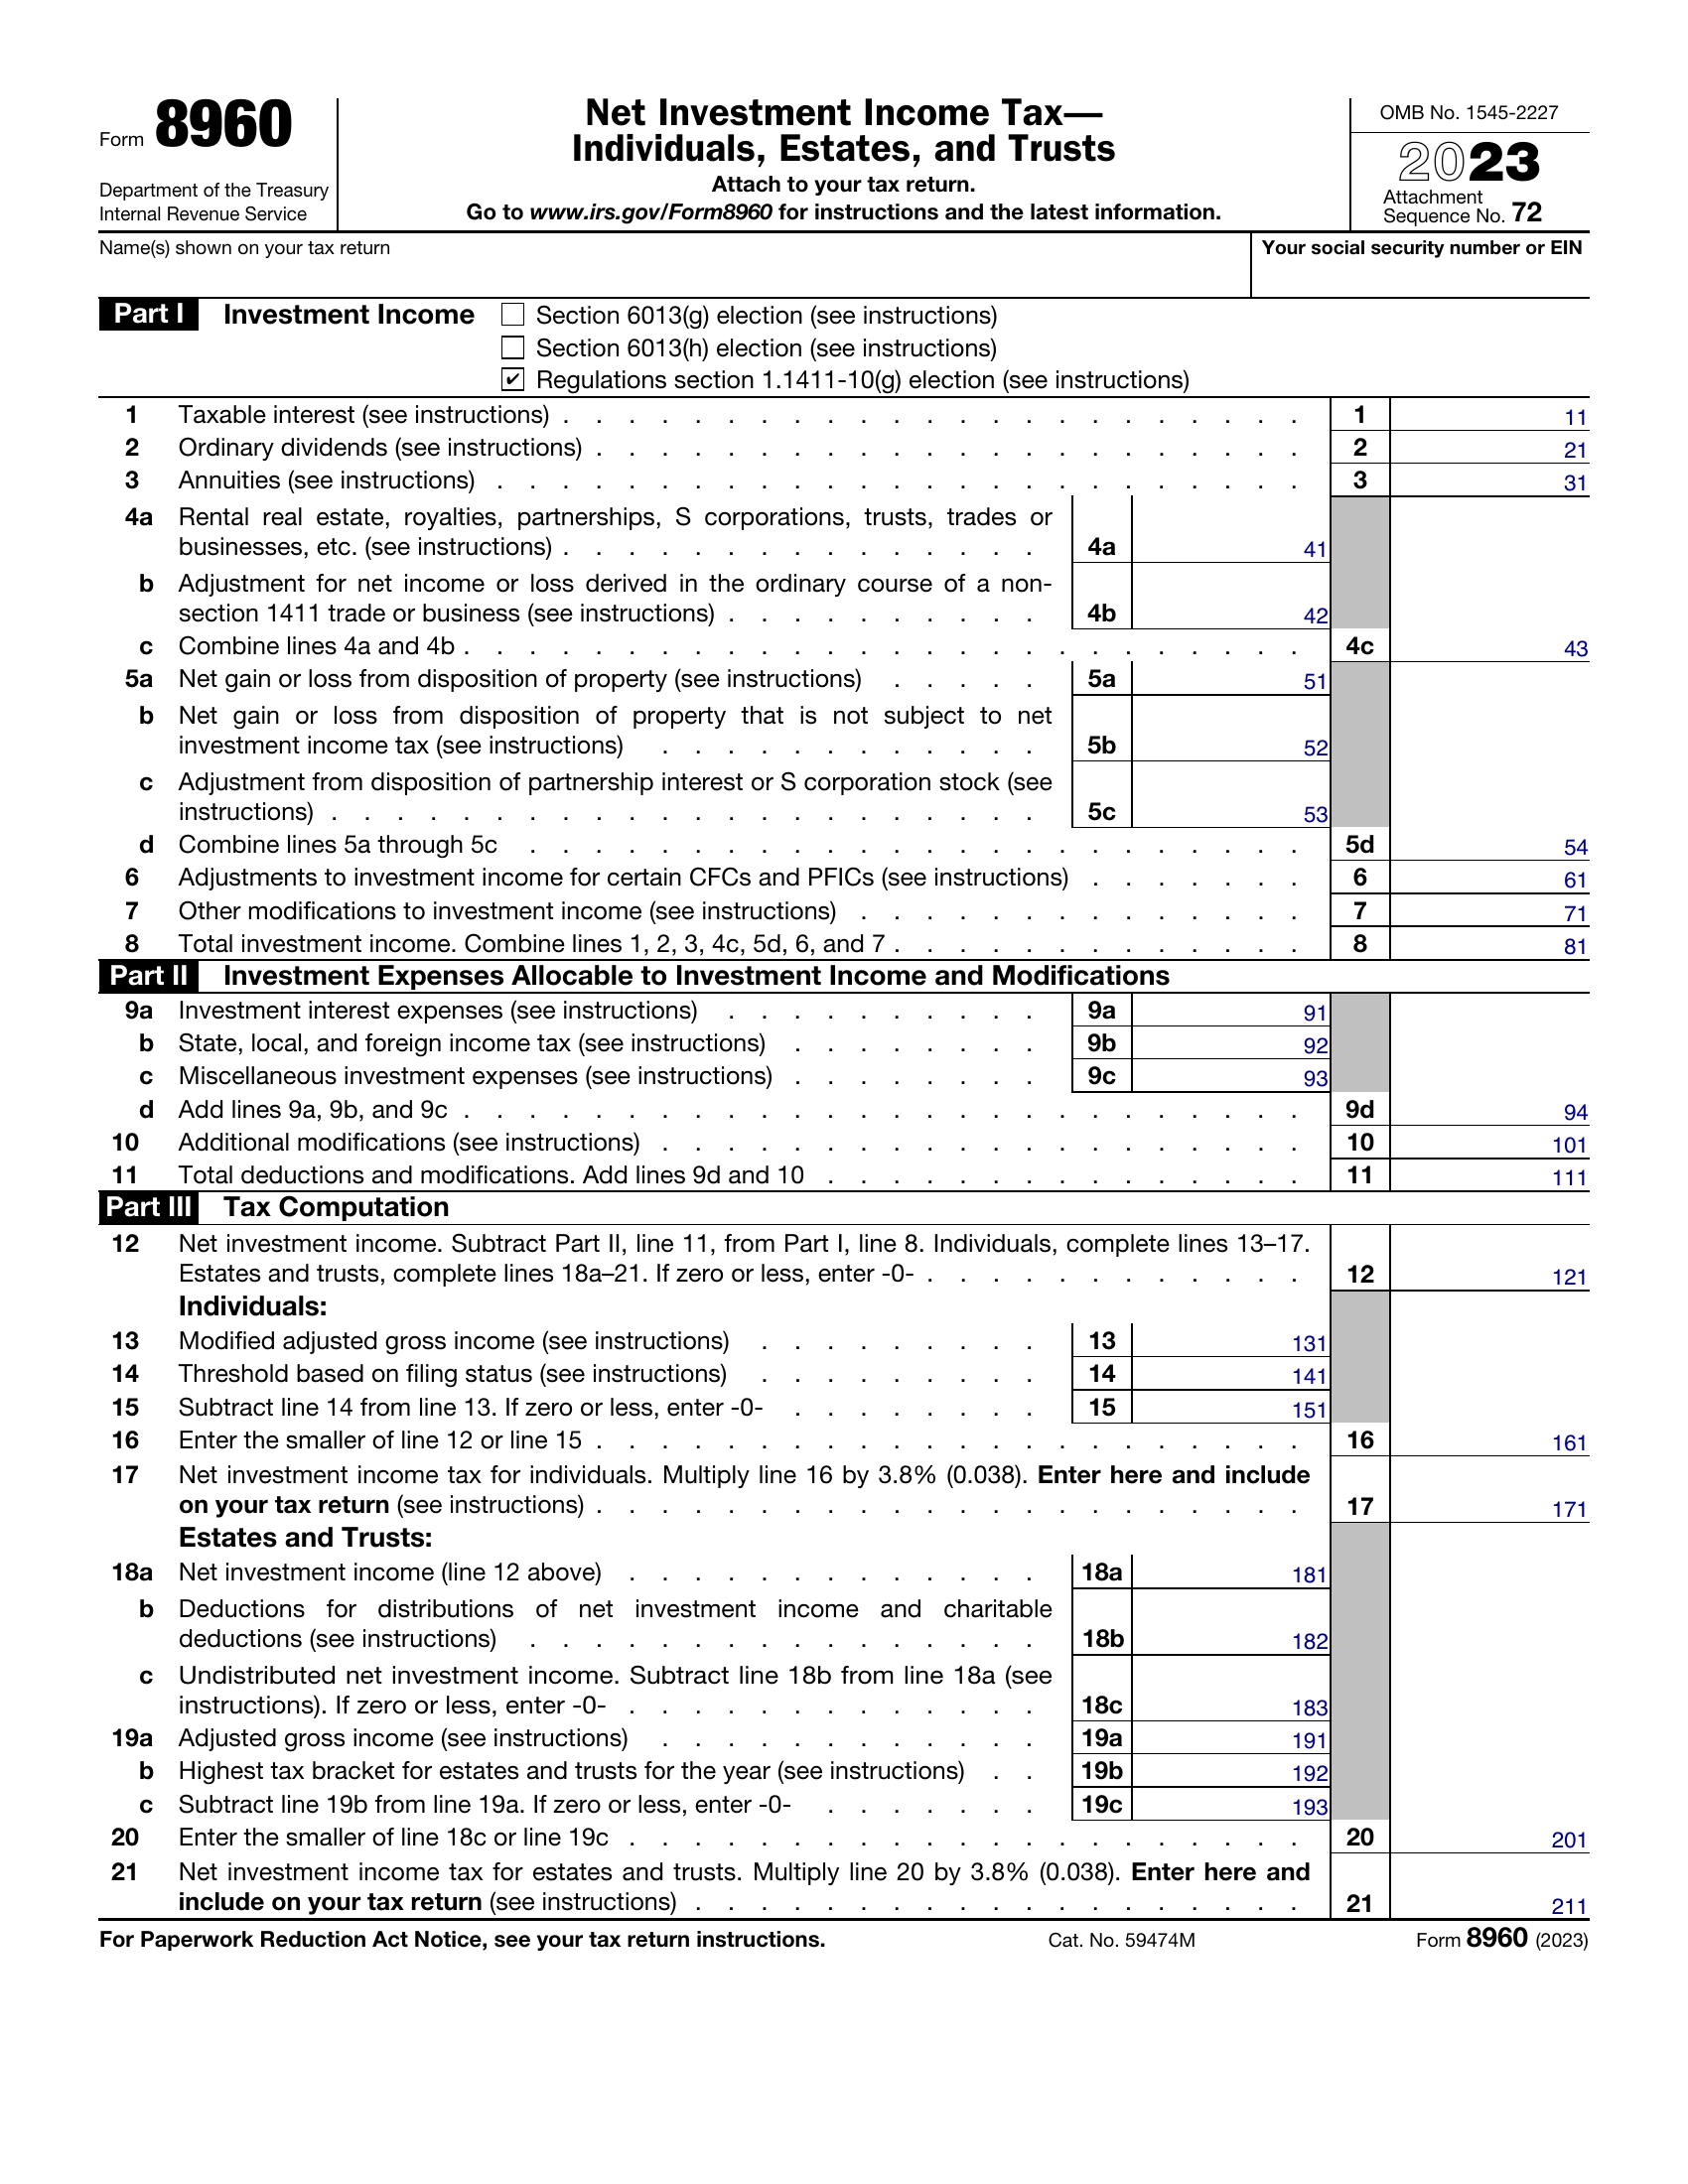 Form 8960
Department of the Treasury
Internal Revenue Service
Net Investment Income Tax—
Individuals, Estates, and Trusts
Attach to your tax return.
Go to www.irs.gov/Form8960 for instructions and the latest information.
OMB No. 1545-2227
2023
Attachment
Sequence No. 72
Name(s) shown on your tax return
Your social security number or EIN
Part I Investment Income
Section 6013(g) election (see instructions)
Section 6013(h) election (see instructions)
✔ Regulations section 1.1411-10(g) election (see instructions)
1 Taxable interest (see instructions) 1 11
2 Ordinary dividends (see instructions) 2 21
3 Annuities (see instructions) 3 31
4a Rental real estate, royalties, partnerships, S corporations, trusts, trades or
businesses, etc. (see instructions) 4a 41
b Adjustment for net income or loss derived in the ordinary course of a non-
section 1411 trade or business (see instructions) 4b 42
c Combine lines 4a and 4b 4c 43
5a Net gain or loss from disposition of property (see instructions) 5a 51
b Net gain or loss from disposition of property that is not subject to net
investment income tax (see instructions) 5b 52
c Adjustment from disposition of partnership interest or S corporation stock (see
instructions) 5c 53
d Combine lines 5a through 5c 5d 54
6 Adjustments to investment income for certain CFCs and PFICs (see instructions) 6 61
7 Other modifications to investment income (see instructions) 7 71
8 Total investment income. Combine lines 1, 2, 3, 4c, 5d, 6, and 7 8 81
Part II Investment Expenses Allocable to Investment Income and Modifications
9a Investment interest expenses (see instructions) 9a 91
b State, local, and foreign income tax (see instructions) 9b 92
c Miscellaneous investment expenses (see instructions) 9c 93
d Add lines 9a, 9b, and 9c 9d 94
10 Additional modifications (see instructions) 10 101
11 Total deductions and modifications. Add lines 9d and 10 11 111
Part III Tax Computation
12 Net investment income. Subtract Part II, line 11, from Part I, line 8. Individuals, complete lines 13–17.
Estates and trusts, complete lines 18a–21. If zero or less, enter -0- 12 121
Individuals:
13 Modified adjusted gross income (see instructions) 13 131
14 Threshold based on filing status (see instructions) 14 141
15 Subtract line 14 from line 13. If zero or less, enter -0- 15 151
16 Enter the smaller of line 12 or line 15 16 161
17 Net investment income tax for individuals. Multiply line 16 by 3.8% (0.038). Enter here and include
on your tax return (see instructions) 17 171
Estates and Trusts:
18a Net investment income (line 12 above) 18a 181
b Deductions for distributions of net investment income and charitable
deductions (see instructions) 18b 182
c Undistributed net investment income. Subtract line 18b from line 18a (see
instructions). If zero or less, enter -0- 18c 183
19a Adjusted gross income (see instructions) 19a 191
b Highest tax bracket for estates and trusts for the year (see instructions) 19b 192
c Subtract line 19b from line 19a. If zero or less, enter -0- 19c 193
20 Enter the smaller of line 18c or line 19c 20 201
21 Net investment income tax for estates and trusts. Multiply line 20 by 3.8% (0.038). Enter here and
include on your tax return (see instructions) 21 211
For Paperwork Reduction Act Notice, see your tax return instructions. Cat. No. 59474M Form 8960 (2023)